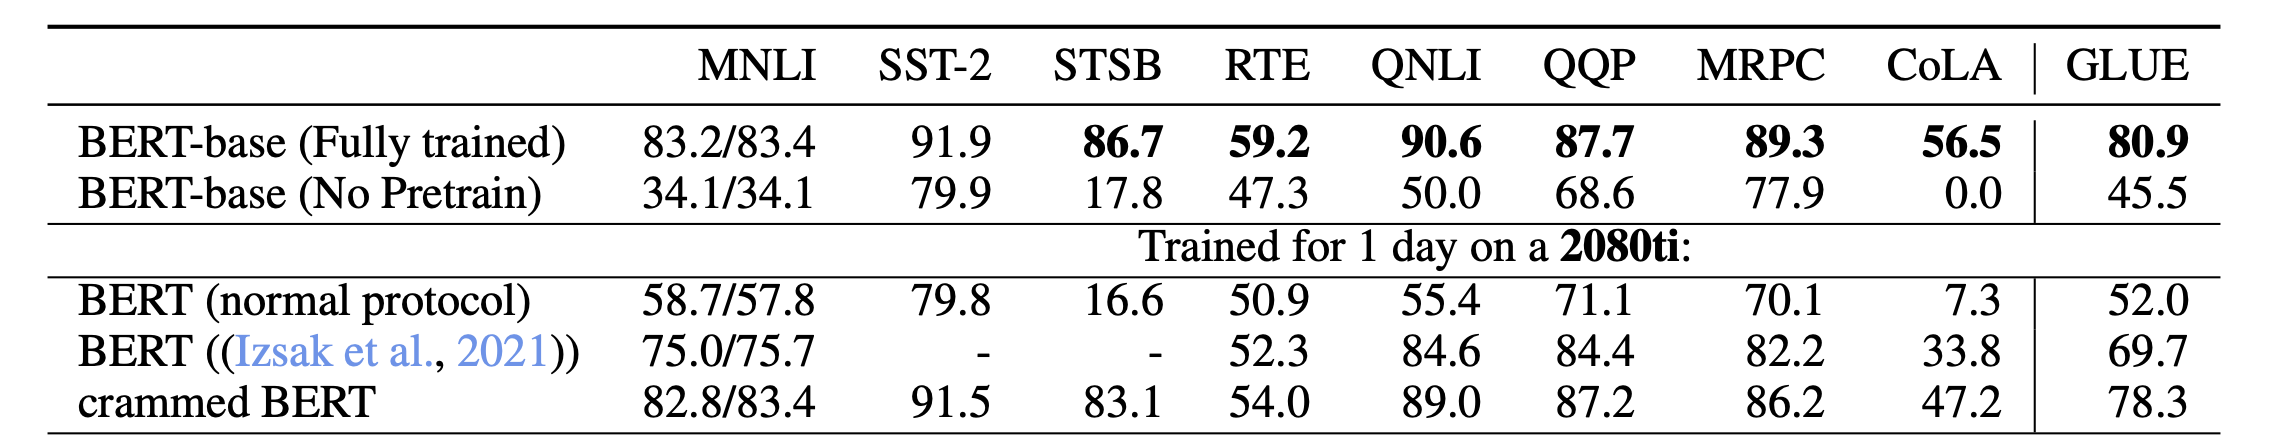 MNLI SST-2 STSB RTE QNLI QQP MRPC CoLA GLUE
BERT-base (Fully trained) 83.2/83.4 91.9 86.7 59.2 90.6 87.7 89.3 56.5 80.9
BERT-base (No Pretrain) 34.1/34.1 79.9 17.8 47.3 50.0 68.6 77.9 0.0 45.5
Trained for 1 day on a 2080ti:
BERT (normal protocol) 58.7/57.8 79.8 16.6 50.9 55.4 71.1 70.1 7.3 52.0
BERT ((Izsak et al., 2021)) 75.0/75.7 - - 52.3 84.6 84.4 82.2 33.8 69.7
crammed BERT 82.8/83.4 91.5 83.1 54.0 89.0 87.2 86.2 47.2 78.3